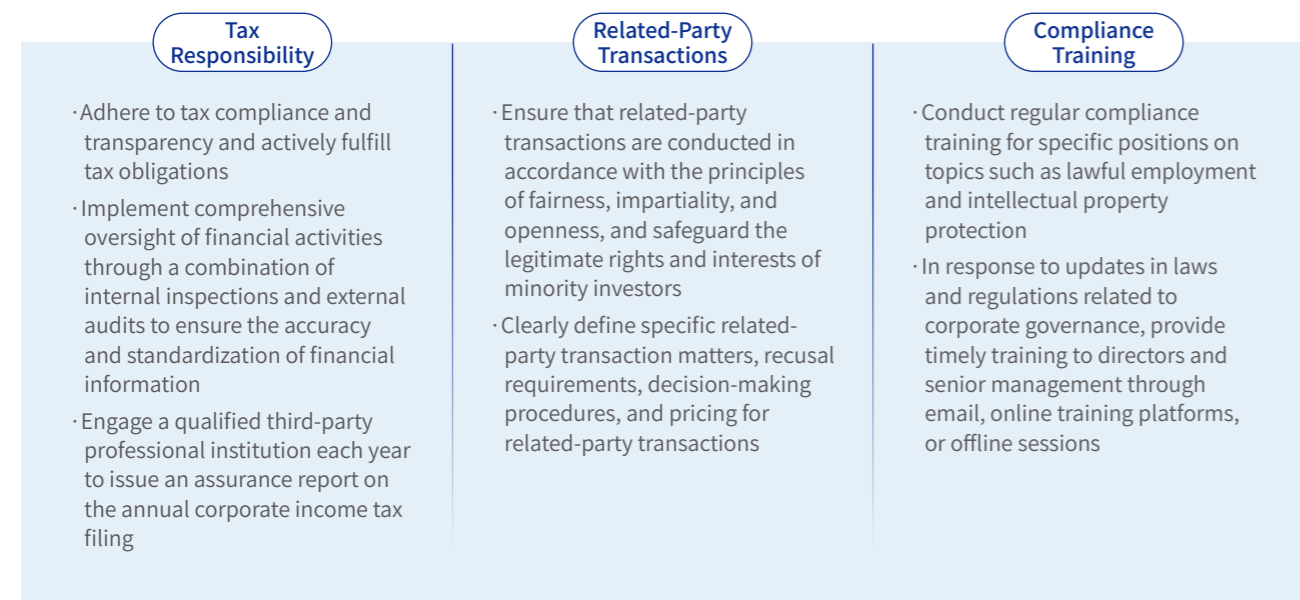 Tax
Responsibility
·Adhere to tax compliance and
transparency and actively fulfill
tax obligations
·Implement comprehensive
oversight of financial activities
through a combination of
internal inspections and external
audits to ensure the accuracy
and standardization of financial
information
·Engage a qualified third-party
professional institution each year
to issue an assurance report on
the annual corporate income tax
filing
Related-Party
Transactions
·Ensure that related-party
transactions are conducted in
accordance with the principles
of fairness, impartiality, and
openness, and safeguard the
legitimate rights and interests of
minority investors
·Clearly define specific related-
party transaction matters, recusal
requirements, decision-making
procedures, and pricing for
related-party transactions
Compliance
Training
·Conduct regular compliance
training for specific positions on
topics such as lawful employment
and intellectual property
protection
·In response to updates in laws
and regulations related to
corporate governance, provide
timely training to directors and
senior management through
email, online training platforms,
or offline sessions